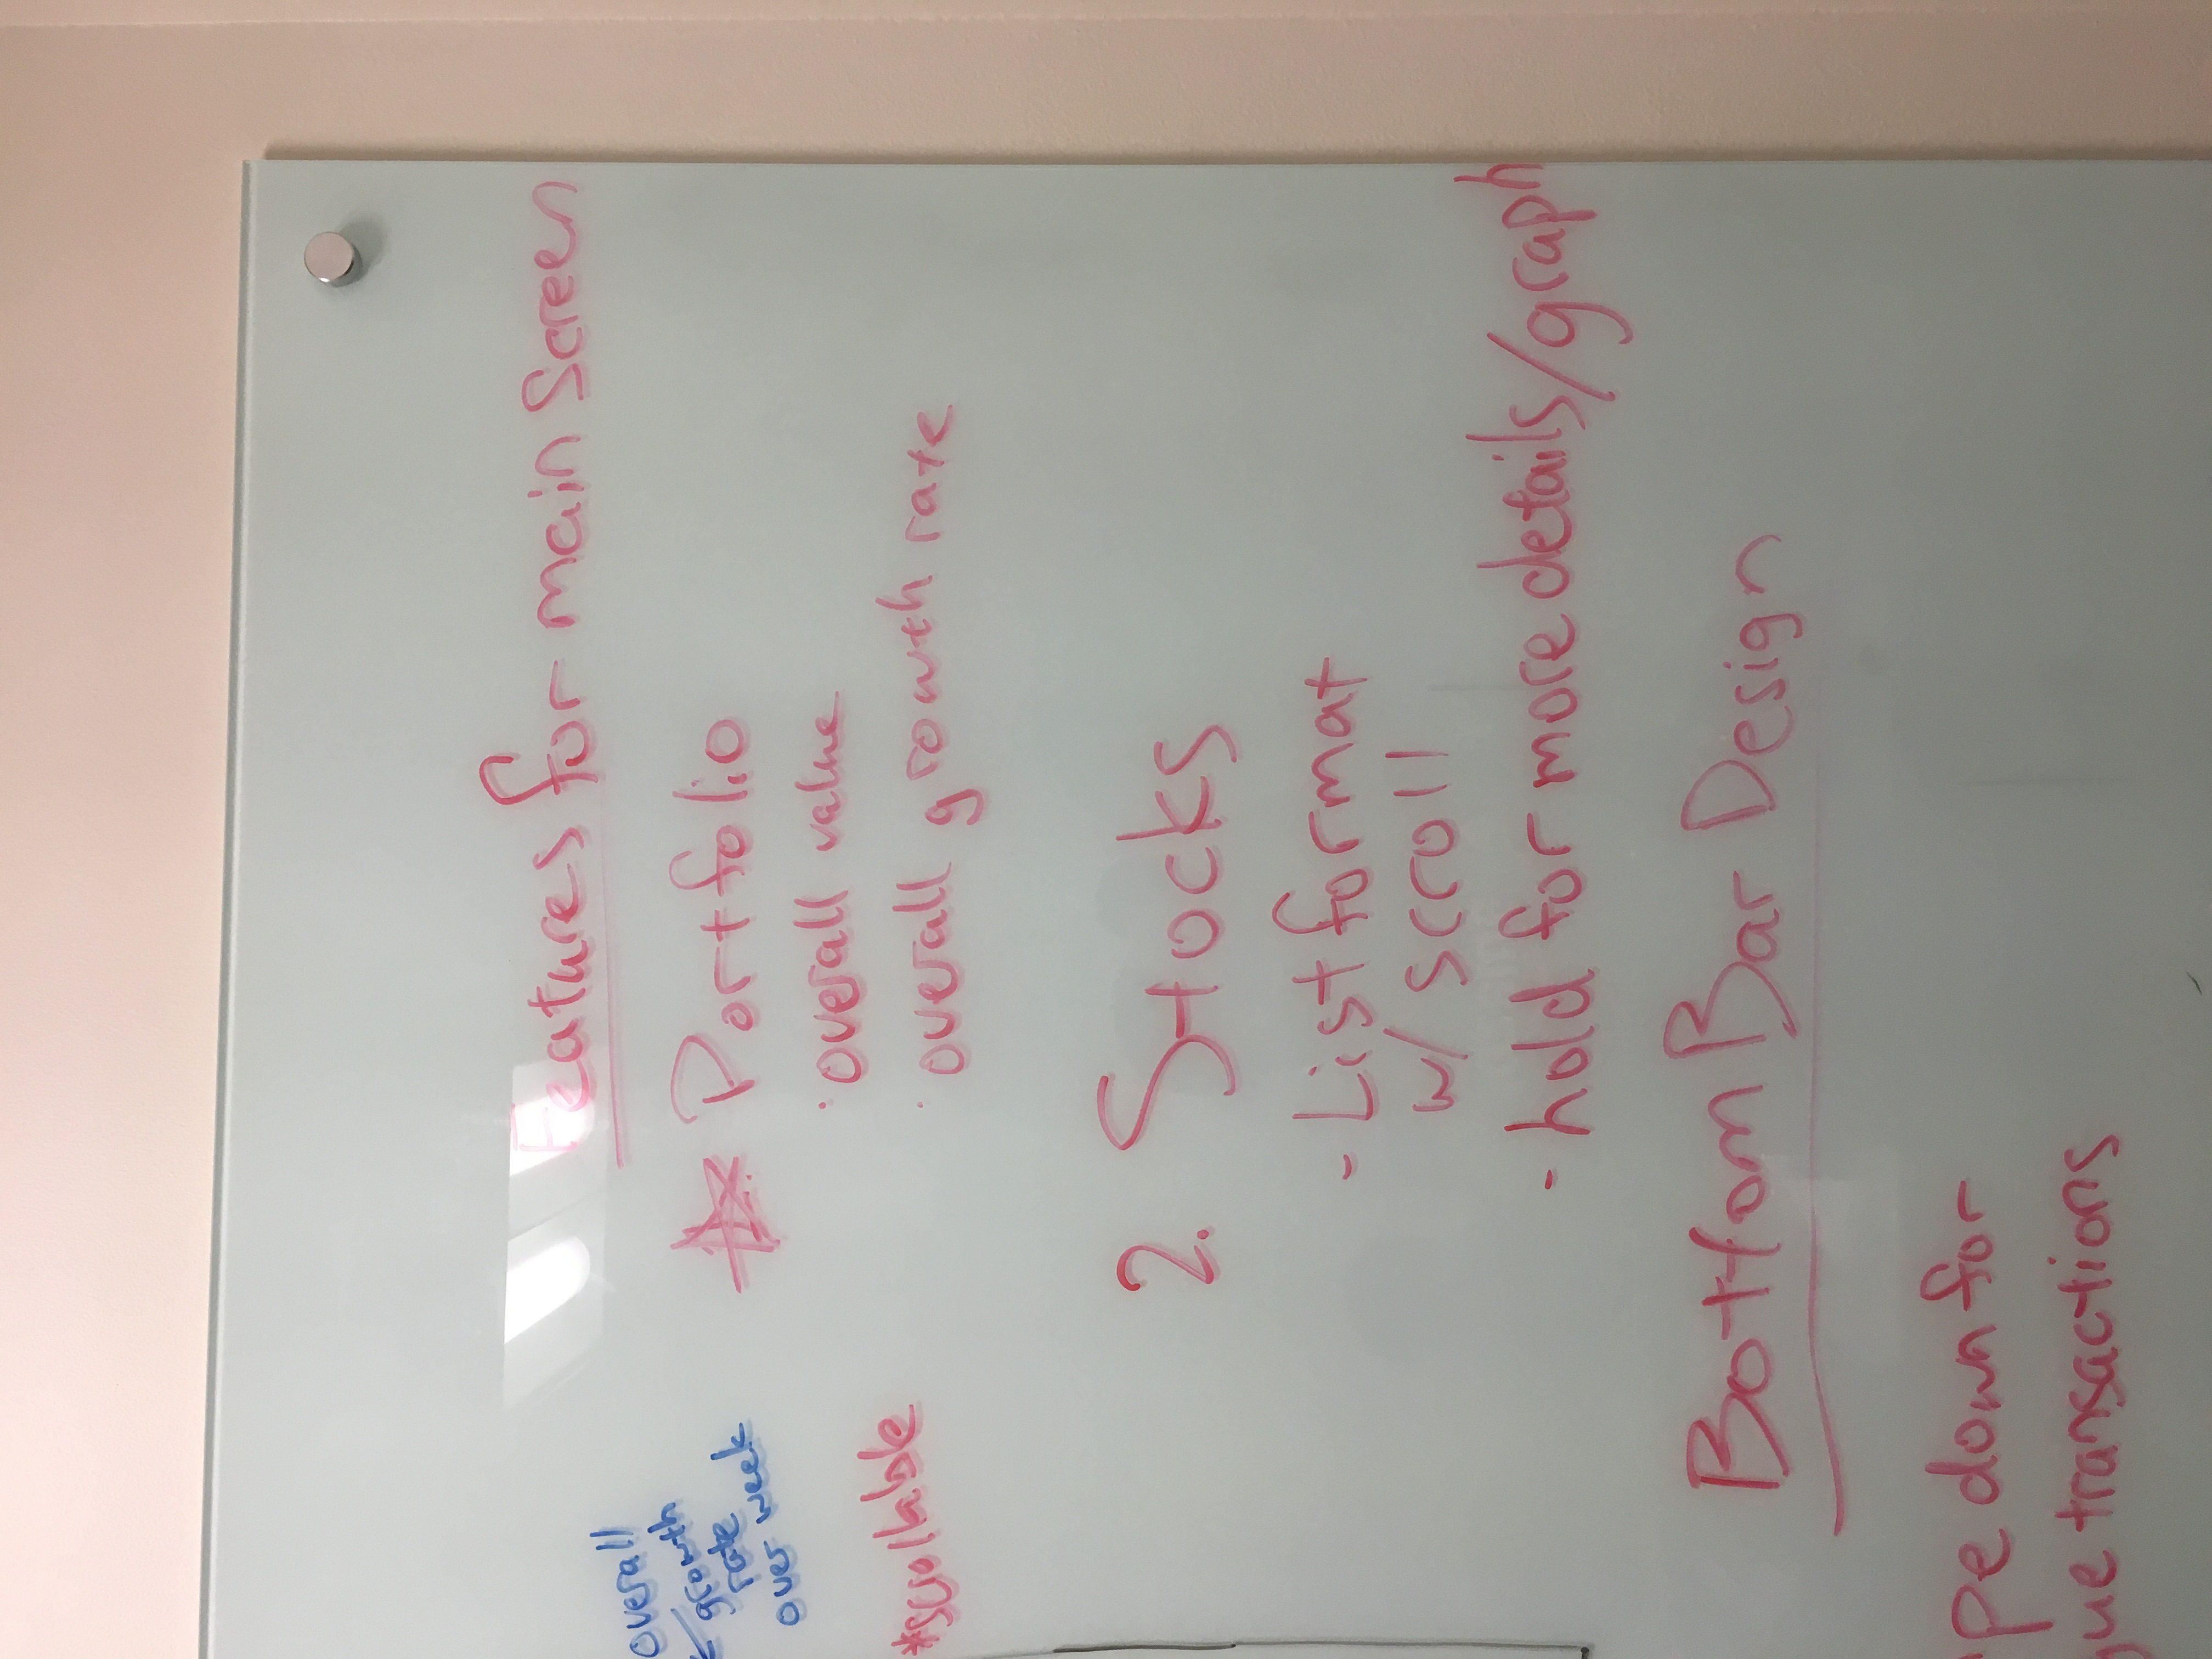 Features for main Screen
overall
growth
rate
over week
Portfolio
· overall value
*scrollable
· overall growth rate
2. Stocks
- List format
w/ scroll
- hold for more details/graph
Bottom Bar Design
pe down for
gue transactions